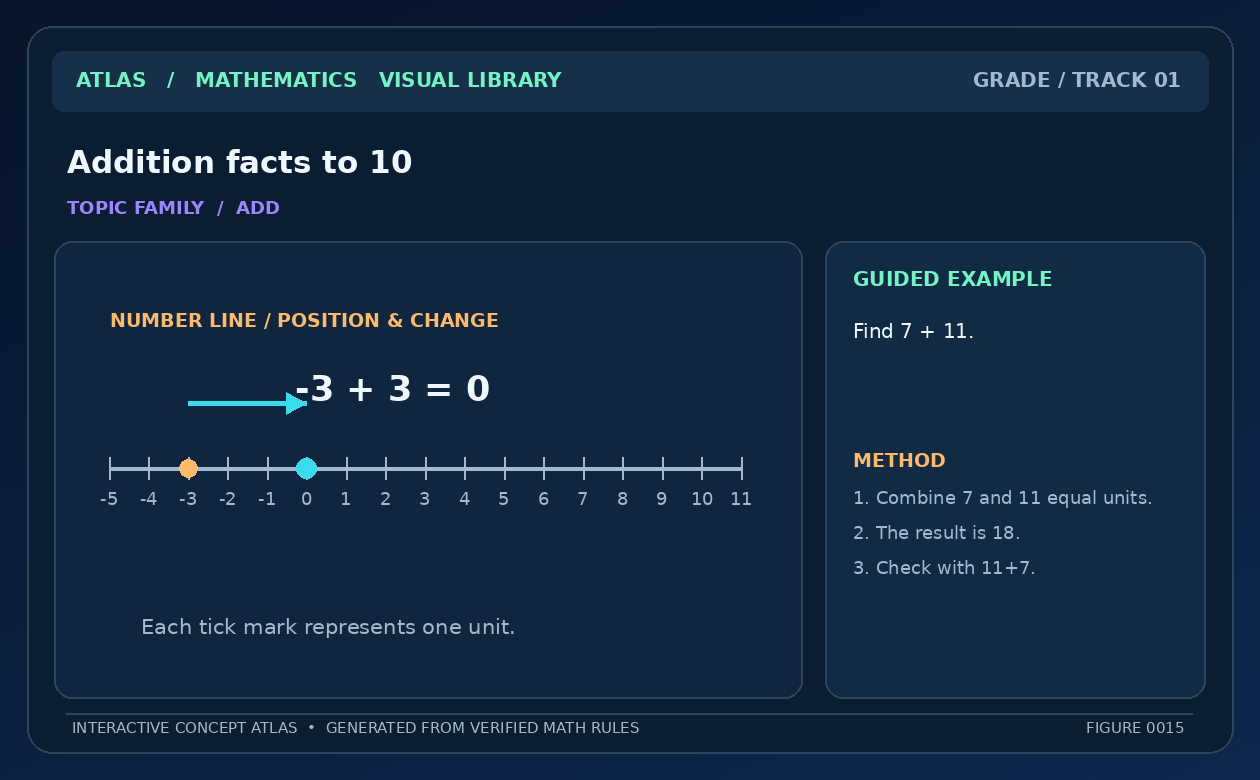 ATLAS / MATHEMATICS VISUAL LIBRARY
GRADE / TRACK 01
Addition facts to 10
TOPIC FAMILY / ADD
NUMBER LINE / POSITION & CHANGE
-3 + 3 = 0
-5 -4 -3 -2 -1 0 1 2 3 4 5 6 7 8 9 10 11
Each tick mark represents one unit.
GUIDED EXAMPLE
Find 7 + 11.
METHOD
1. Combine 7 and 11 equal units.
2. The result is 18.
3. Check with 11+7.
INTERACTIVE CONCEPT ATLAS • GENERATED FROM VERIFIED MATH RULES
FIGURE 0015